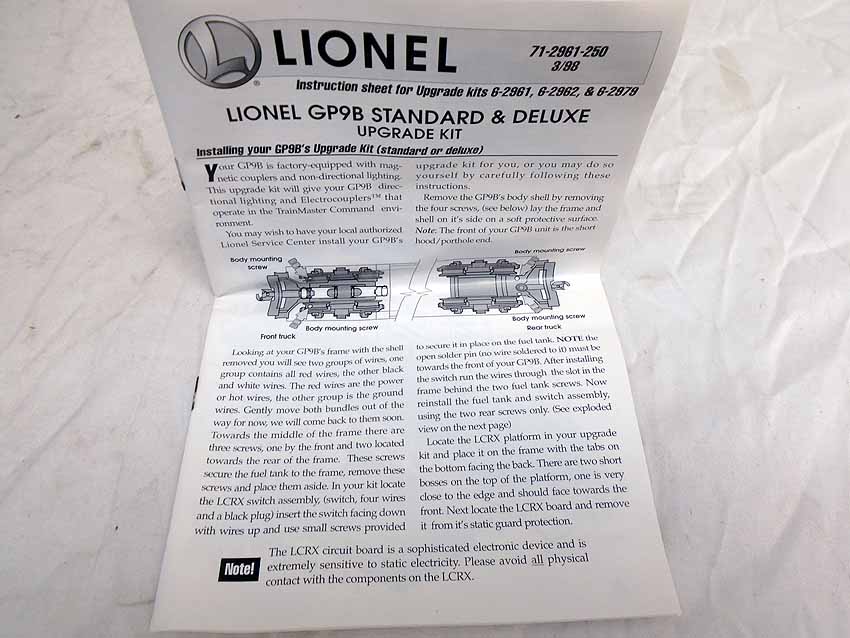 LIONEL
®
71-2961-250
3/98
Instruction sheet for Upgrade kits 6-2961, 6-2962, & 6-2979
LIONEL GP9B STANDARD & DELUXE
UPGRADE KIT
Installing your GP9B's Upgrade Kit (standard or deluxe)
Your GP9B is factory-equipped with mag-
netic couplers and non-directional lighting.
This upgrade kit will give your GP9B direc-
tional lighting and Electrocouplers™ that
operate in the TrainMaster Command envi-
ronment.
You may wish to have your local authorized
Lionel Service Center install your GP9B's
upgrade kit for you, or you may do so
yourself by carefully following these
instructions.
Remove the GP9B's body shell by removing
the four screws, (see below) lay the frame and
shell on it's side on a soft protective surface.
Note: The front of your GP9B unit is the short
hood/porthole end.
Body mounting
screw
Body mounting screw
Front truck
Body mounting screw
Body mounting screw
Rear truck
Looking at your GP9B's frame with the shell
removed you will see two groups of wires, one
group contains all red wires, the other black
and white wires. The red wires are the power
or hot wires, the other group is the ground
wires. Gently move both bundles out of the
way for now, we will come back to them soon.
Towards the middle of the frame there are
three screws, one by the front and two located
towards the rear of the frame. These screws
secure the fuel tank to the frame, remove these
screws and place them aside. In your kit locate
the LCRX switch assembly, (switch, four wires
and a black plug) insert the switch facing down
with wires up and use small screws provided
to secure it in place on the fuel tank. NOTE the
open solder pin (no wire soldered to it) must be
towards the front of your GP9B. After installing
the switch run the wires through the slot in the
frame behind the two fuel tank screws. Now
reinstall the fuel tank and switch assembly,
using the two rear screws only. (See exploded
view on the next page)
Locate the LCRX platform in your upgrade
kit and place it on the frame with the tabs on
the bottom facing the back. There are two short
bosses on the top of the platform, one is very
close to the edge and should face towards the
front. Next locate the LCRX board and remove
it from it's static guard protection.
Note!
The LCRX circuit board is a sophisticated electronic device and is
extremely sensitive to static electricity. Please avoid all physical
contact with the components on the LCRX.